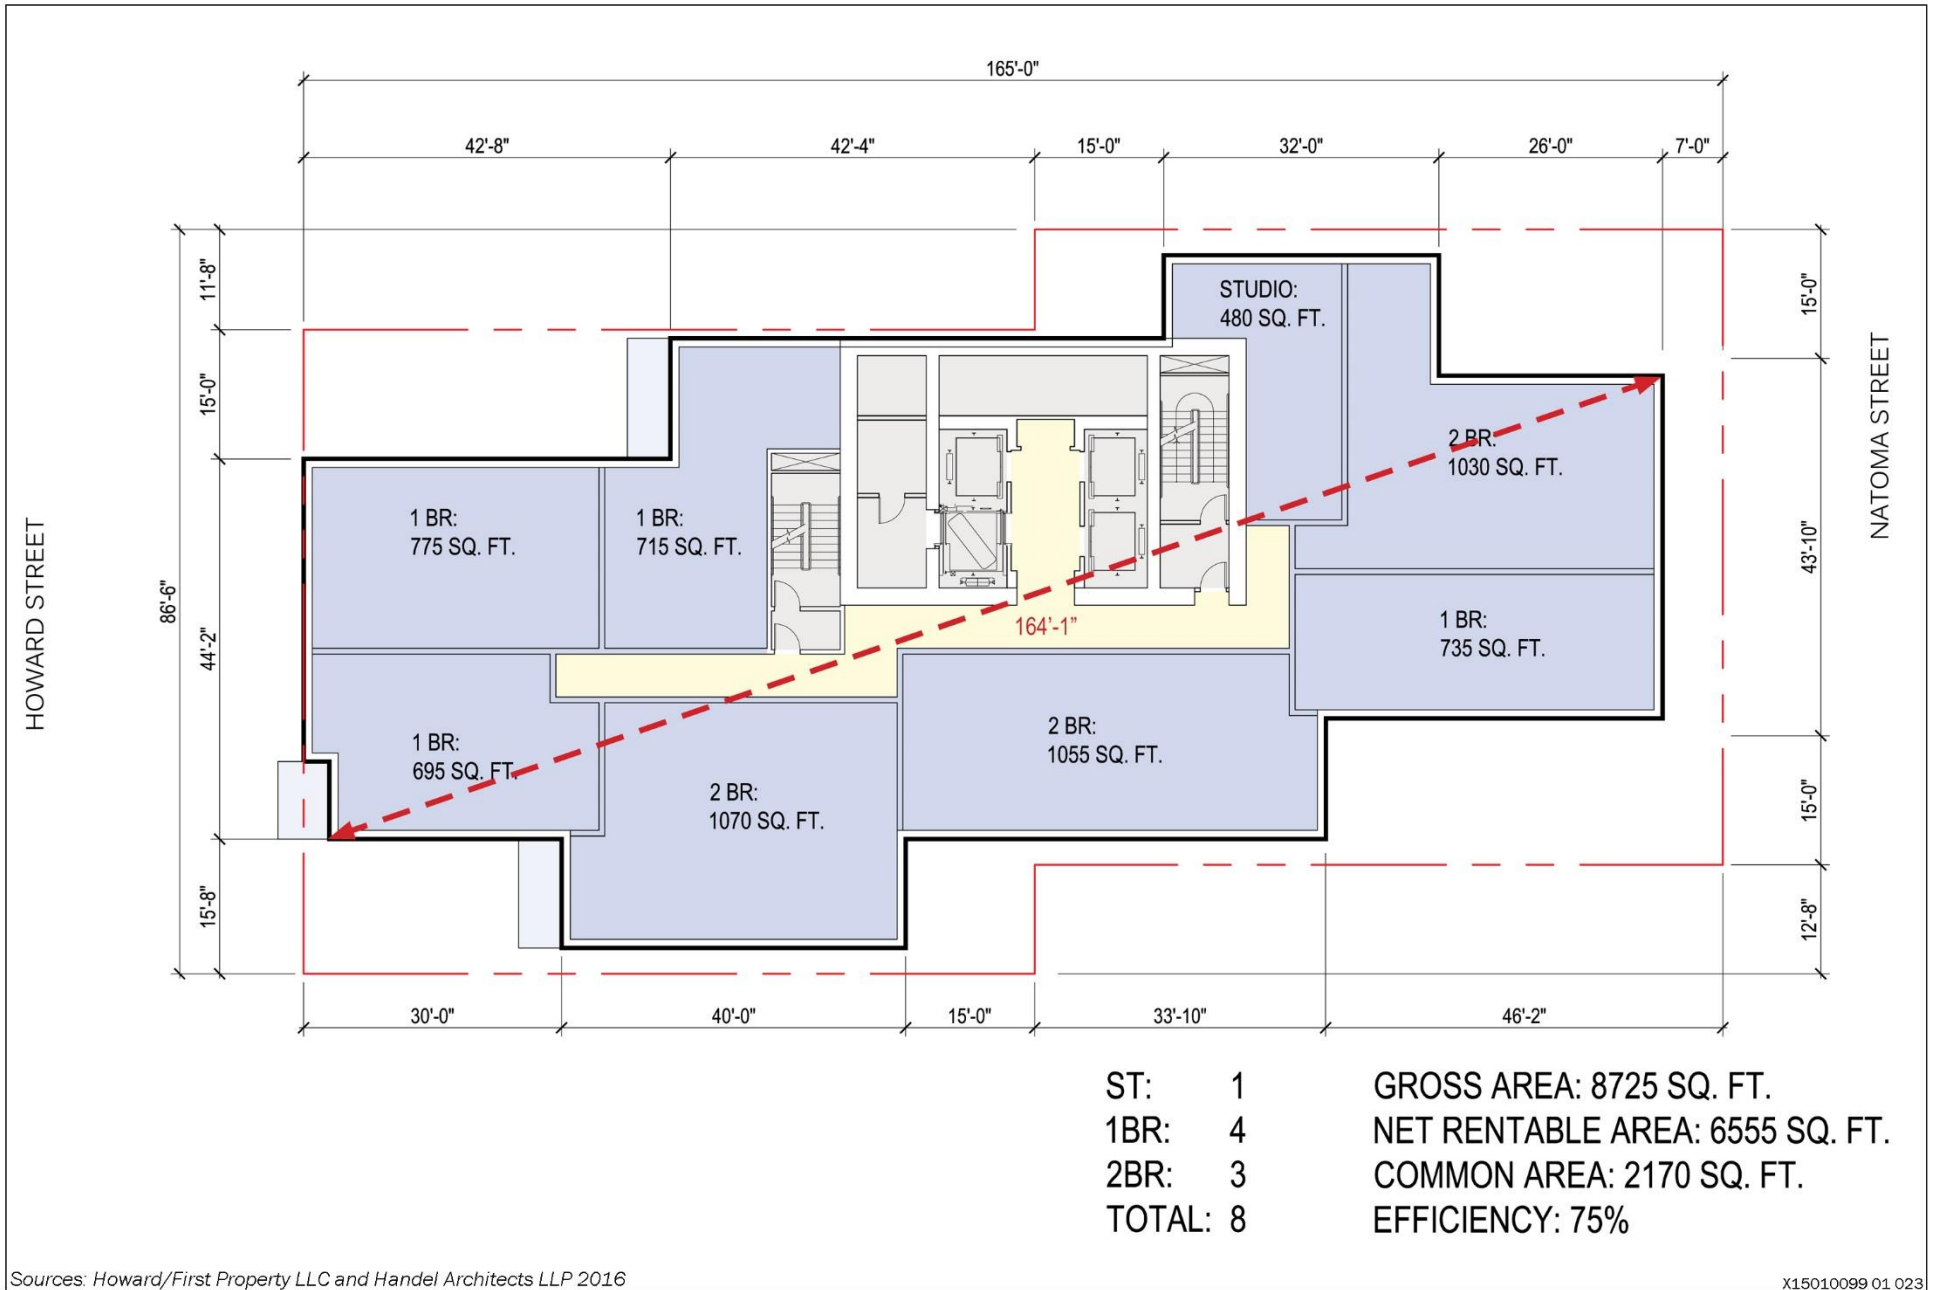 165'-0"
42'-8"
42'-4"
15'-0"
32'-0"
26'-0"
7'-0"
86'-6"
11'-8"
15'-0"
44'-2"
15'-8"
15'-0"
43'-10"
15'-0"
12'-8"
HOWARD STREET
NATOMA STREET
STUDIO:
480 SQ. FT.
2 BR:
1030 SQ. FT.
1 BR:
775 SQ. FT.
1 BR:
715 SQ. FT.
164'-1"
1 BR:
735 SQ. FT.
1 BR:
695 SQ. FT.
2 BR:
1070 SQ. FT.
2 BR:
1055 SQ. FT.
30'-0"
40'-0"
15'-0"
33'-10"
46'-2"
ST: 1
1BR: 4
2BR: 3
TOTAL: 8
GROSS AREA: 8725 SQ. FT.
NET RENTABLE AREA: 6555 SQ. FT.
COMMON AREA: 2170 SQ. FT.
EFFICIENCY: 75%
Sources: Howard/First Property LLC and Handel Architects LLP 2016
X15010099 01 023